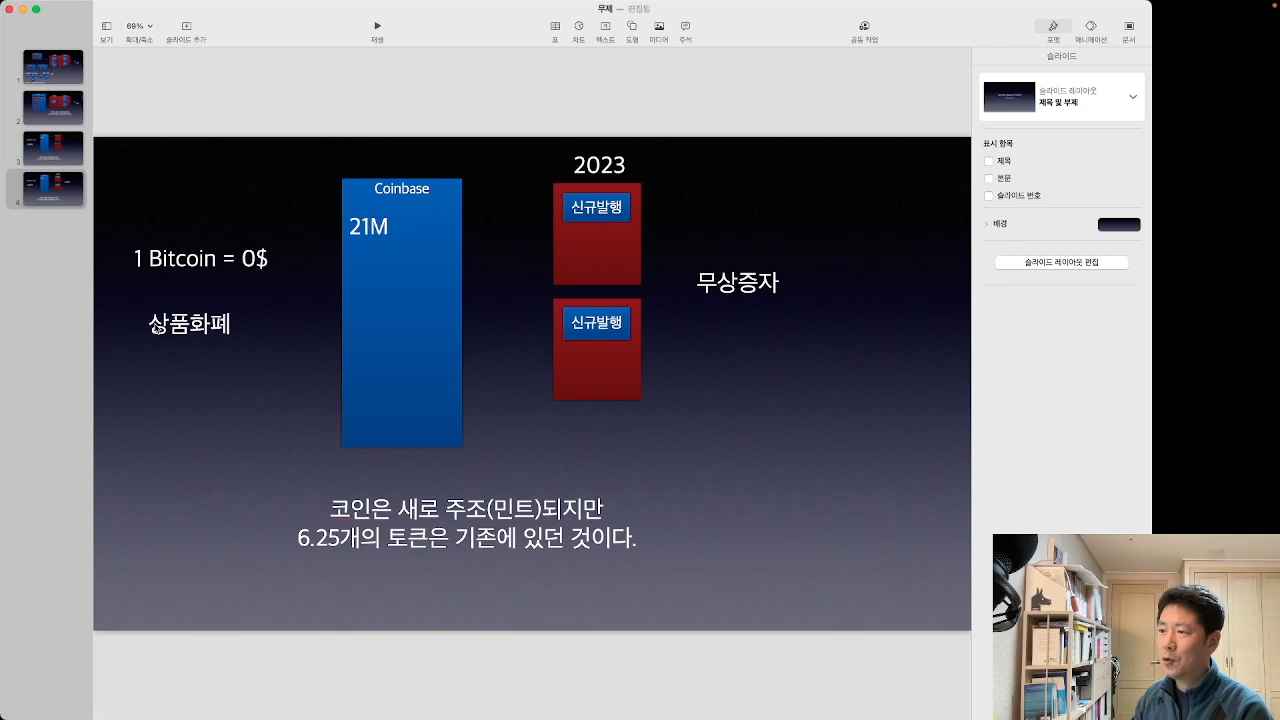 무제 — 편집됨
69%
보기
확대/축소
슬라이드 추가
재생
표
차트
텍스트
도형
미디어
주석
공동 작업
포맷
애니메이션
문서
1
2
3
4
2023
Coinbase
신규발행
21M
1 Bitcoin = 0$
무상증자
상품화폐
신규발행
코인은 새로 주조(민트)되지만
6.25개의 토큰은 기존에 있던 것이다.
슬라이드
슬라이드 레이아웃
제목 및 부제
표시 항목
제목
본문
슬라이드 번호
배경
슬라이드 레이아웃 편집